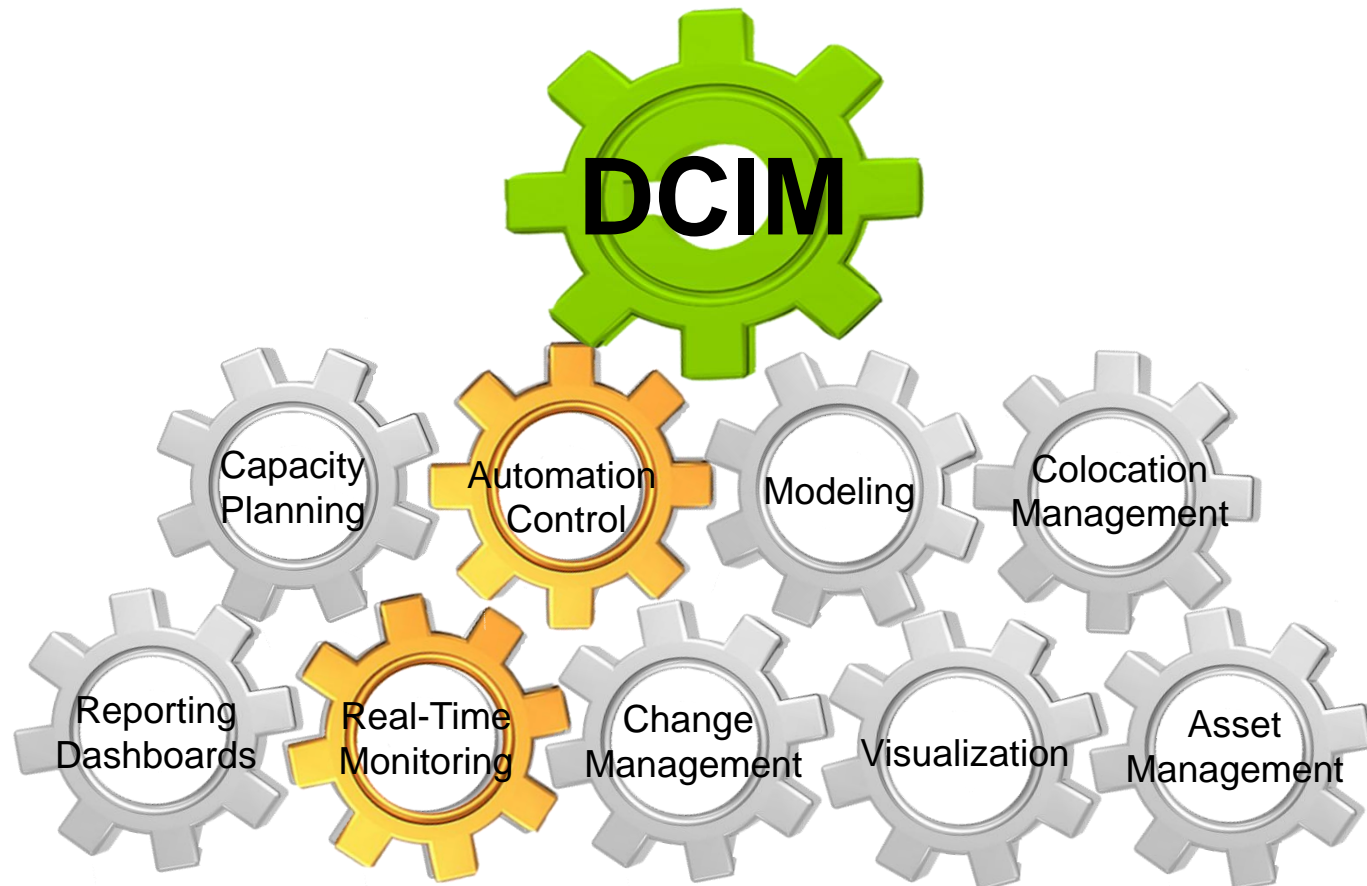 DCIM
Capacity
Planning
Automation
Control
Modeling
Colocation
Management
Reporting
Dashboards
Real-Time
Monitoring
Change
Management
Visualization
Asset
Management